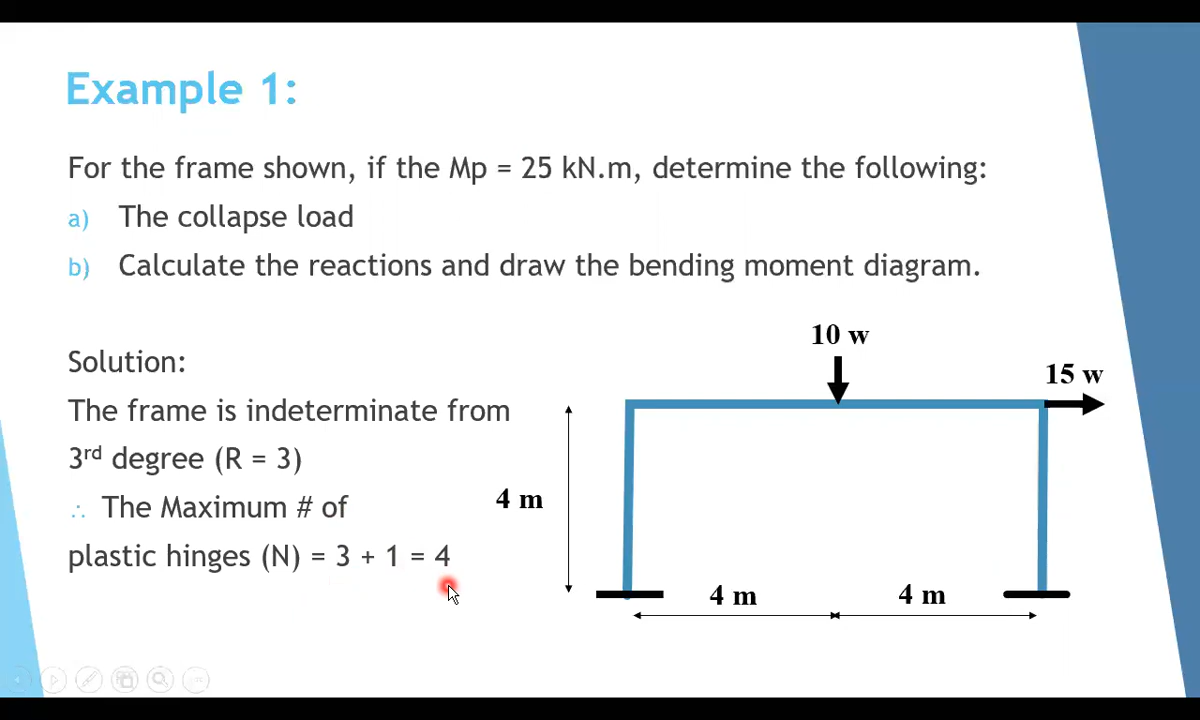 Example 1:
For the frame shown, if the Mp = 25 kN.m, determine the following:
a) The collapse load
b) Calculate the reactions and draw the bending moment diagram.
Solution:
The frame is indeterminate from
3rd degree (R = 3)
∴ The Maximum # of
plastic hinges (N) = 3 + 1 = 4
10 w
15 w
4 m
4 m
4 m